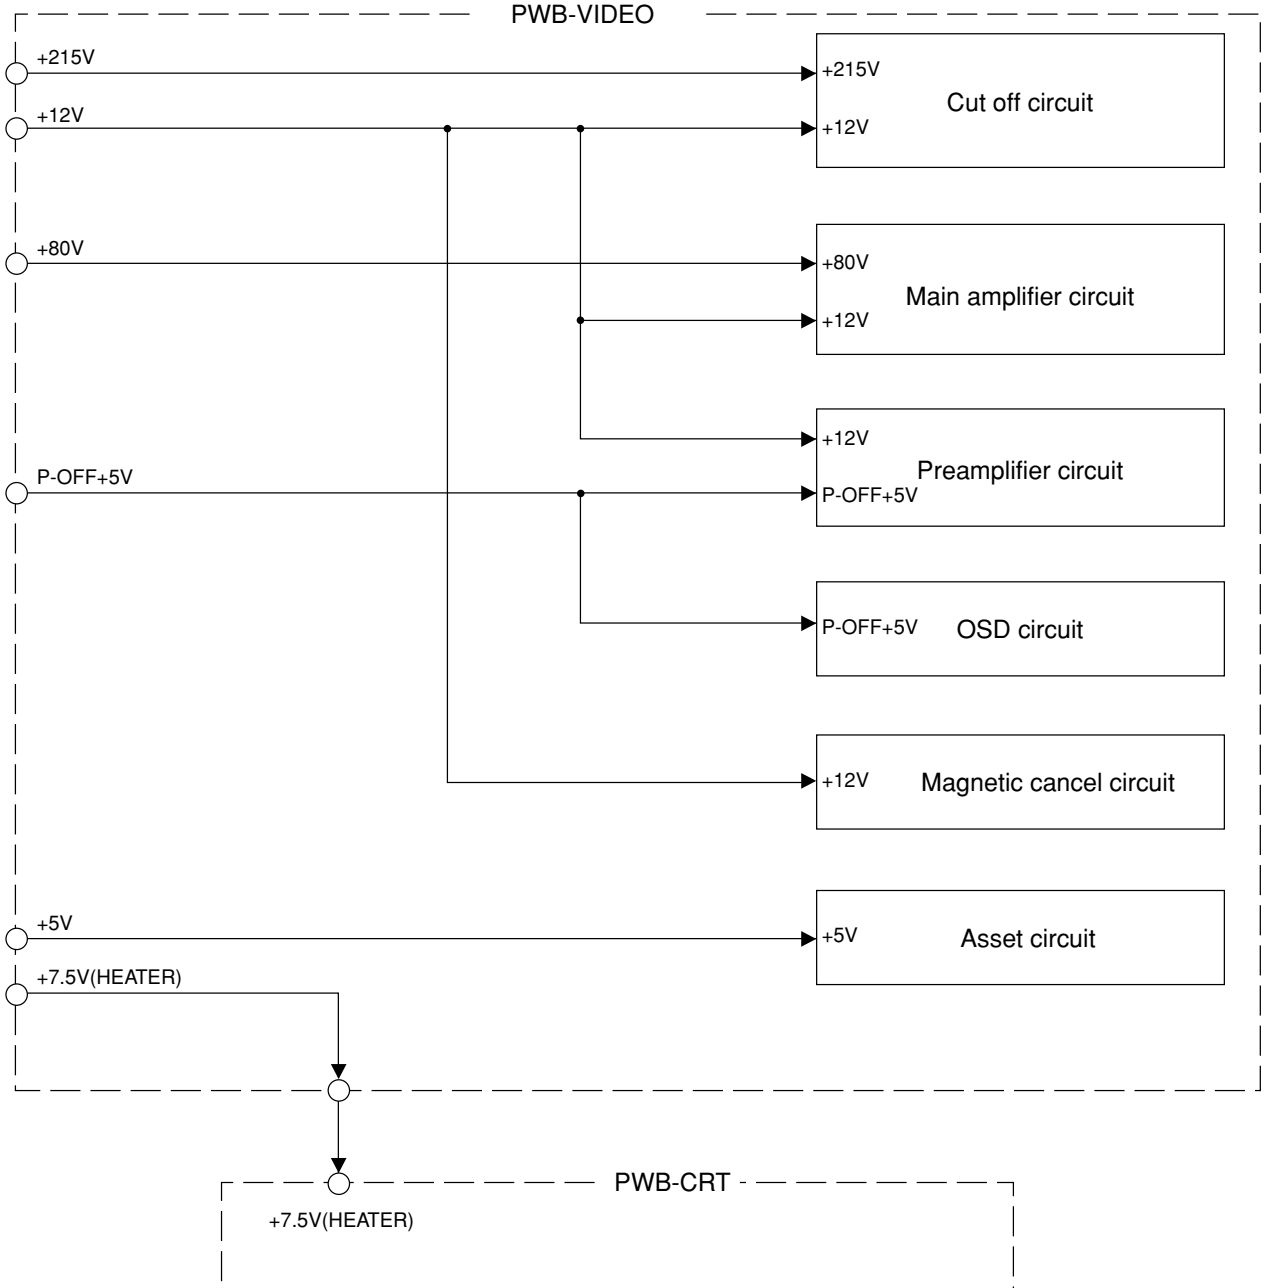 PWB-VIDEO
+215V
+215V
Cut off circuit
+12V
+12V
+80V
+80V
Main amplifier circuit
+12V
+12V
Preamplifier circuit
P-OFF+5V
P-OFF+5V
P-OFF+5V
OSD circuit
+12V
Magnetic cancel circuit
+5V
+5V
Asset circuit
+7.5V(HEATER)
PWB-CRT
+7.5V(HEATER)